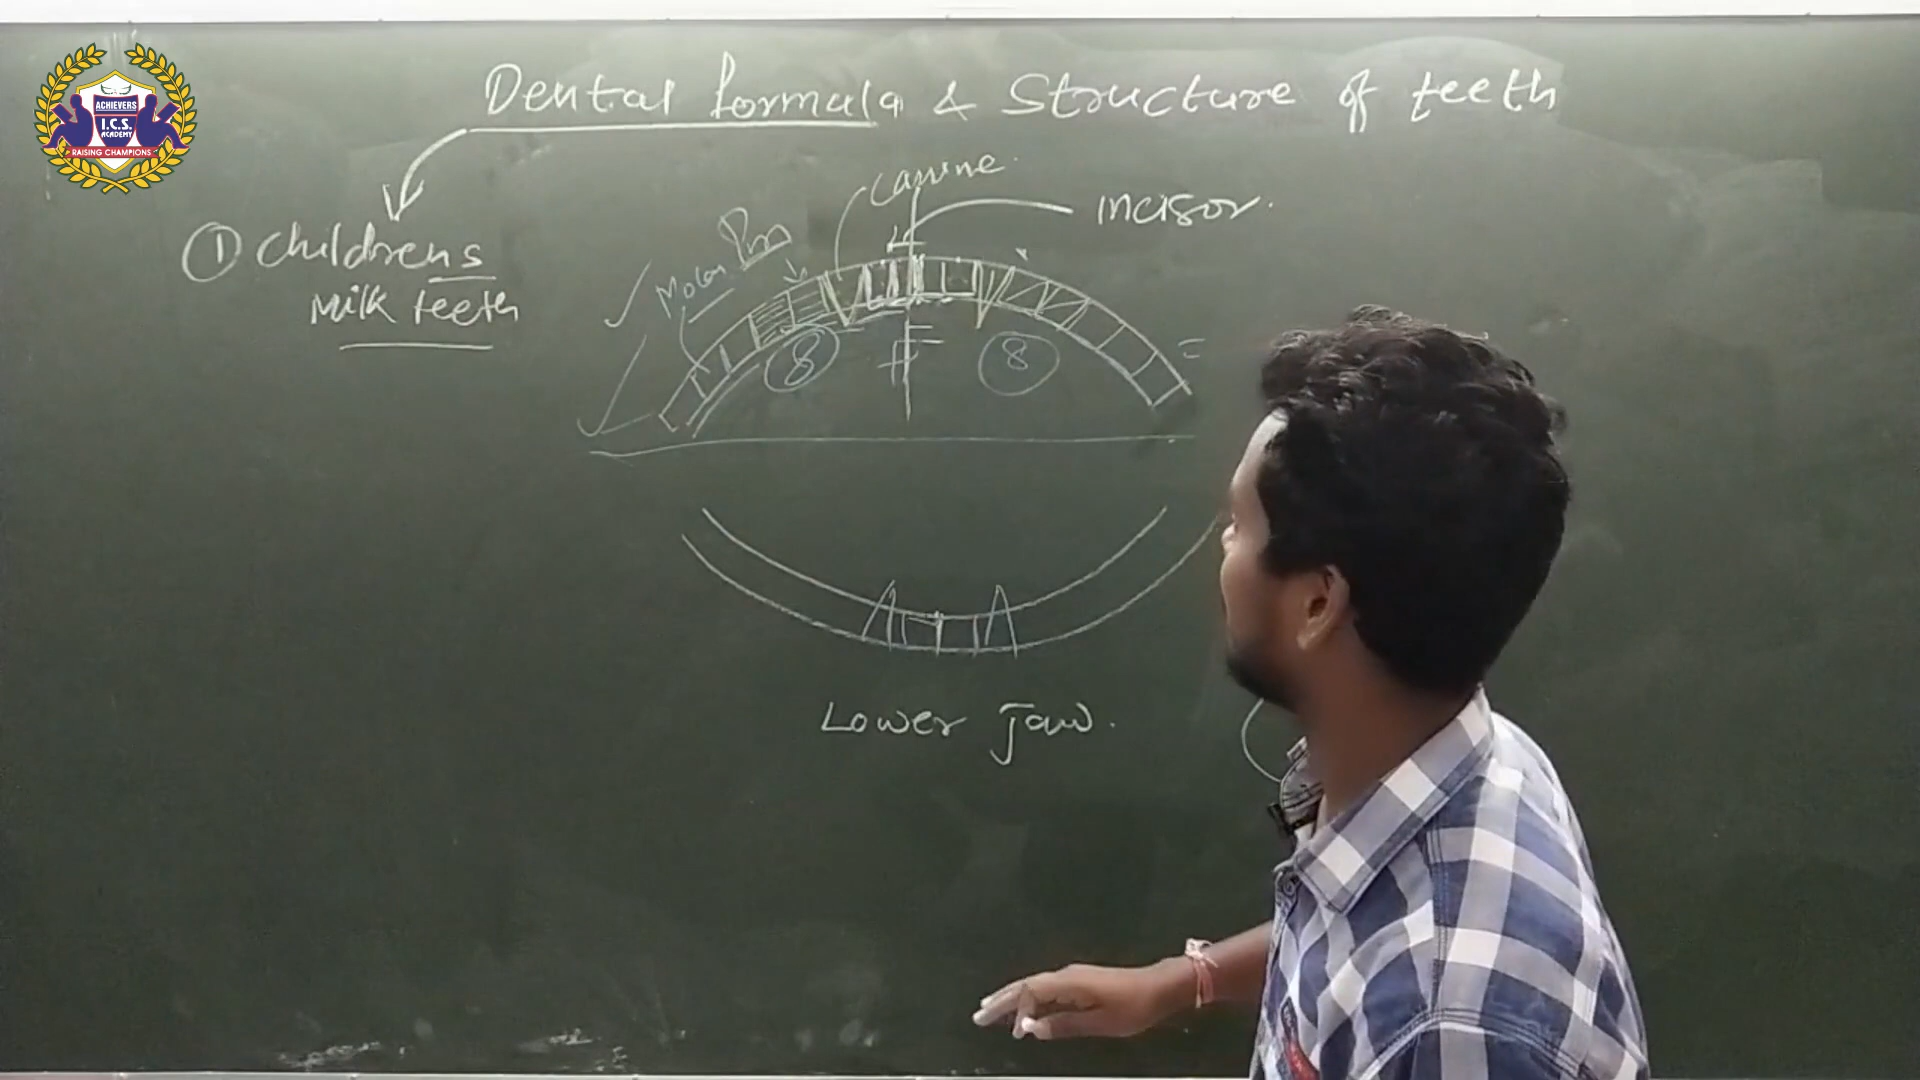 ACHIEVERS
I.C.S.
ACADEMY
RAISING CHAMPIONS
Dental formula & Structure of teeth
Canine.
incisor.
① Childrens
Milk teeth
Molar
Pm
8
8
Lower Jaw.